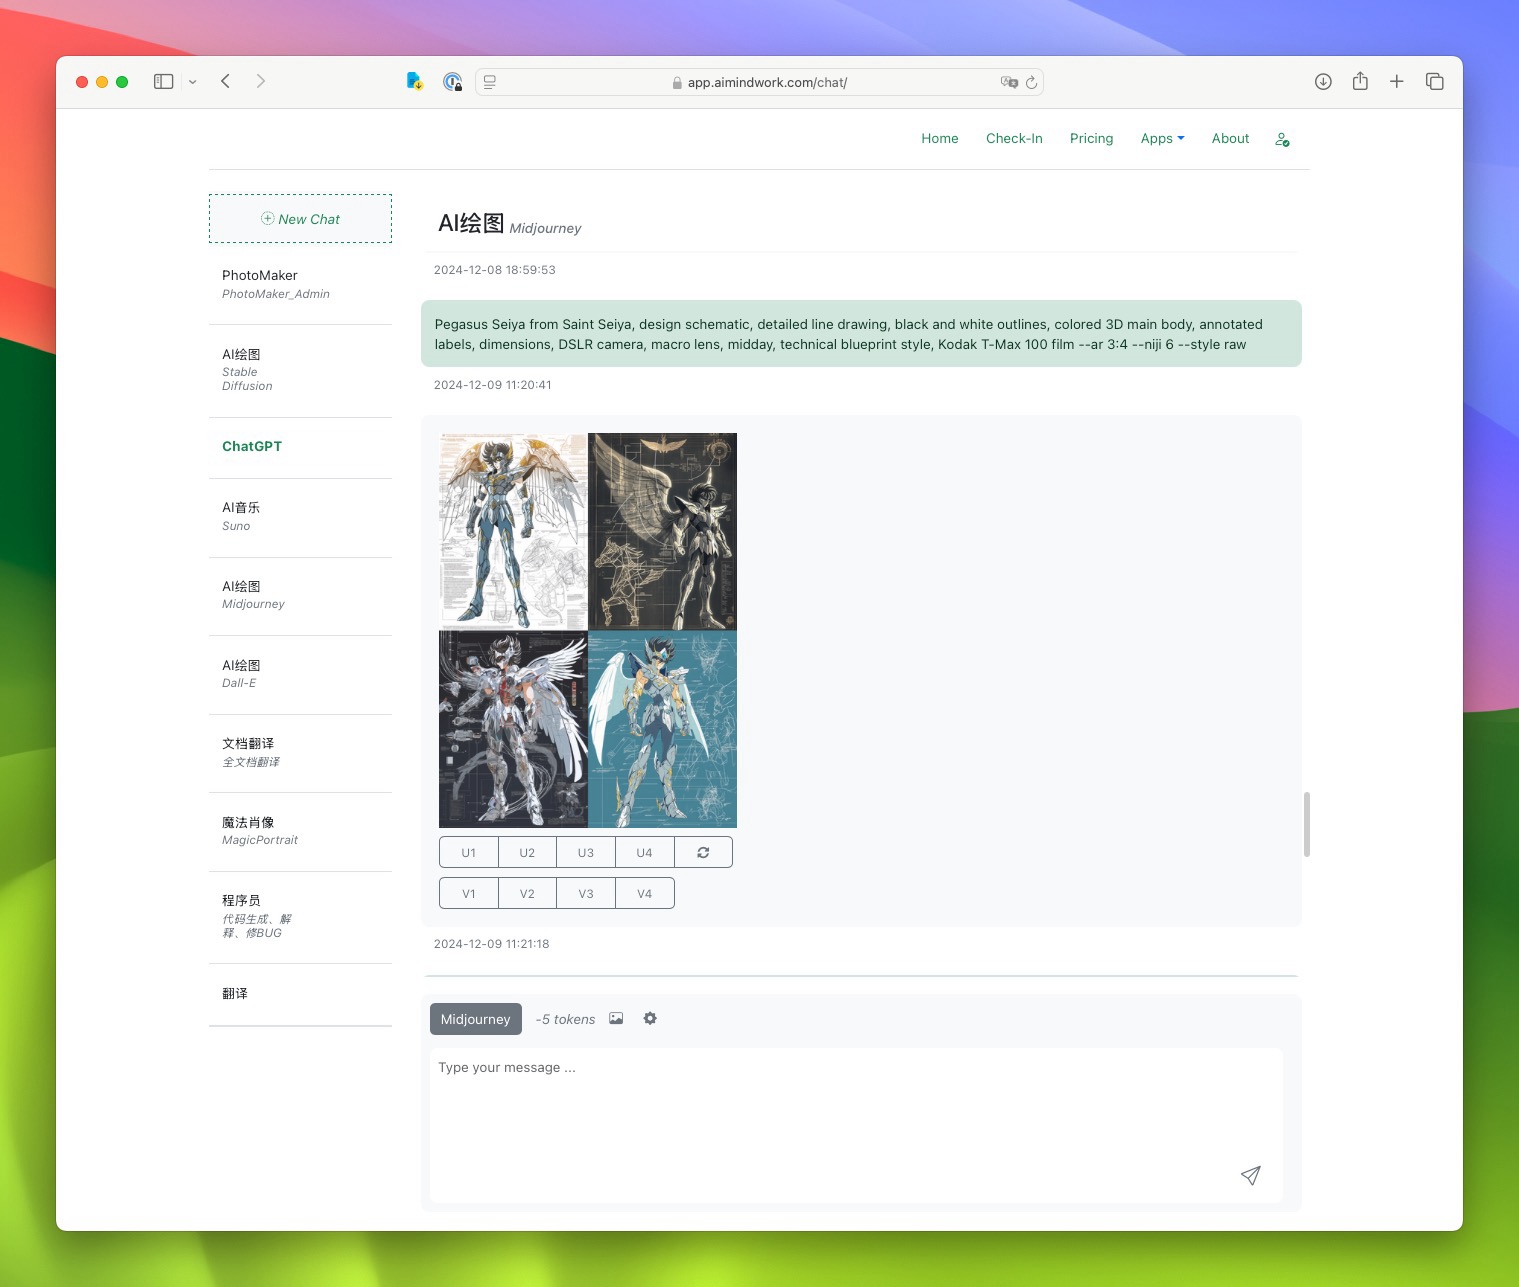 app.aimindwork.com/chat/
Home
Check-In
Pricing
Apps
About
New Chat
PhotoMaker
PhotoMaker_Admin
AI绘图
Stable
Diffusion
ChatGPT
AI音乐
Suno
AI绘图
Midjourney
AI绘图
Dall-E
文档翻译
全文档翻译
魔法肖像
MagicPortrait
程序员
代码生成、解
释、修BUG
翻译
AI绘图 Midjourney
2024-12-08 18:59:53
Pegasus Seiya from Saint Seiya, design schematic, detailed line drawing, black and white outlines, colored 3D main body, annotated
labels, dimensions, DSLR camera, macro lens, midday, technical blueprint style, Kodak T-Max 100 film --ar 3:4 --niji 6 --style raw
2024-12-09 11:20:41
U1
U2
U3
U4
V1
V2
V3
V4
2024-12-09 11:21:18
Midjourney
-5 tokens
Type your message ...